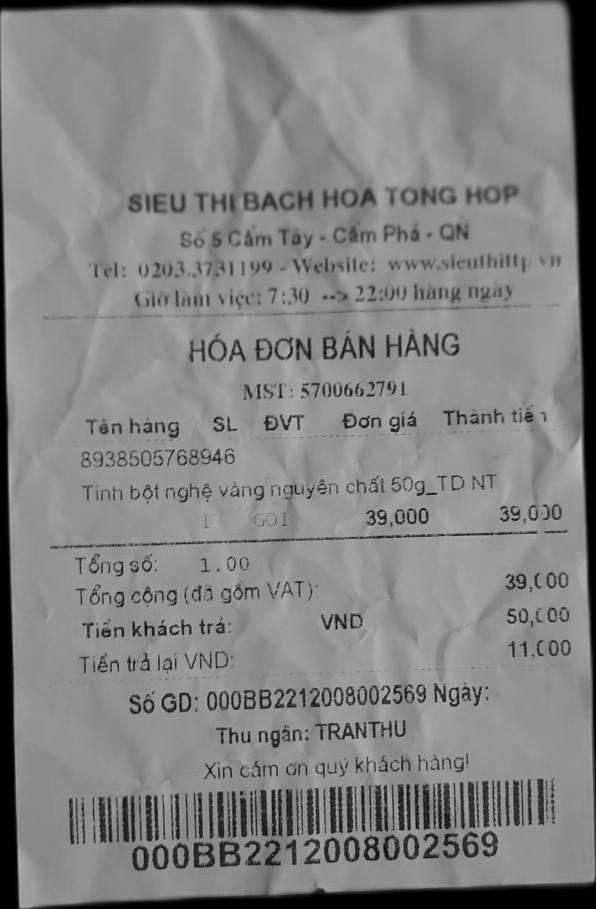 SIEU THI BACH HOA TONG HOP
Số 5 Cẩm Tây - Cẩm Phả - QN
Tel: 0203.3731199 - Website: www.sieuthittp.vn
Giờ làm việc: 7:30 --> 22:00 hàng ngày
HÓA ĐƠN BÁN HÀNG
MST: 5700662791
Tên hàng SL ĐVT Đơn giá Thành tiền
8938505768946
Tinh bột nghệ vàng nguyên chất 50g_TD NT
1 GOI 39,000 39,000
Tổng số: 1.00
Tổng cộng (đã gồm VAT): 39,000
Tiền khách trả: VND 50,000
Tiền trả lại VND: 11,000
Số GD: 000BB2212008002569 Ngày:
Thu ngân: TRANTHU
Xin cám ơn quý khách hàng!
000BB2212008002569